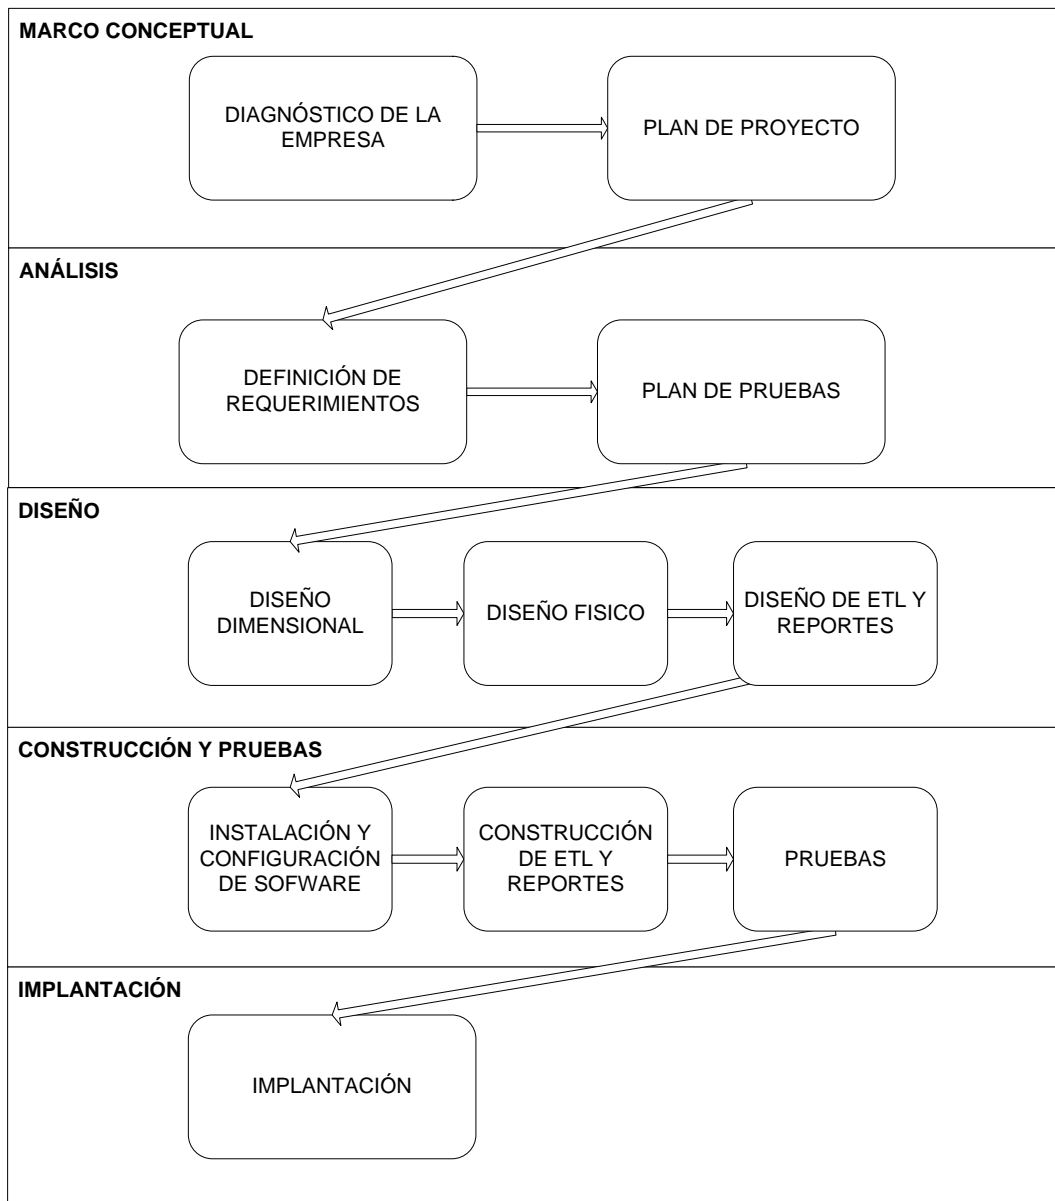 MARCO CONCEPTUAL
DIAGNÓSTICO DE LA
EMPRESA
PLAN DE PROYECTO
ANÁLISIS
DEFINICIÓN DE
REQUERIMIENTOS
PLAN DE PRUEBAS
DISEÑO
DISEÑO
DIMENSIONAL
DISEÑO FISICO
DISEÑO DE ETL Y
REPORTES
CONSTRUCCIÓN Y PRUEBAS
INSTALACIÓN Y
CONFIGURACIÓN
DE SOFWARE
CONSTRUCCIÓN
DE ETL Y
REPORTES
PRUEBAS
IMPLANTACIÓN
IMPLANTACIÓN